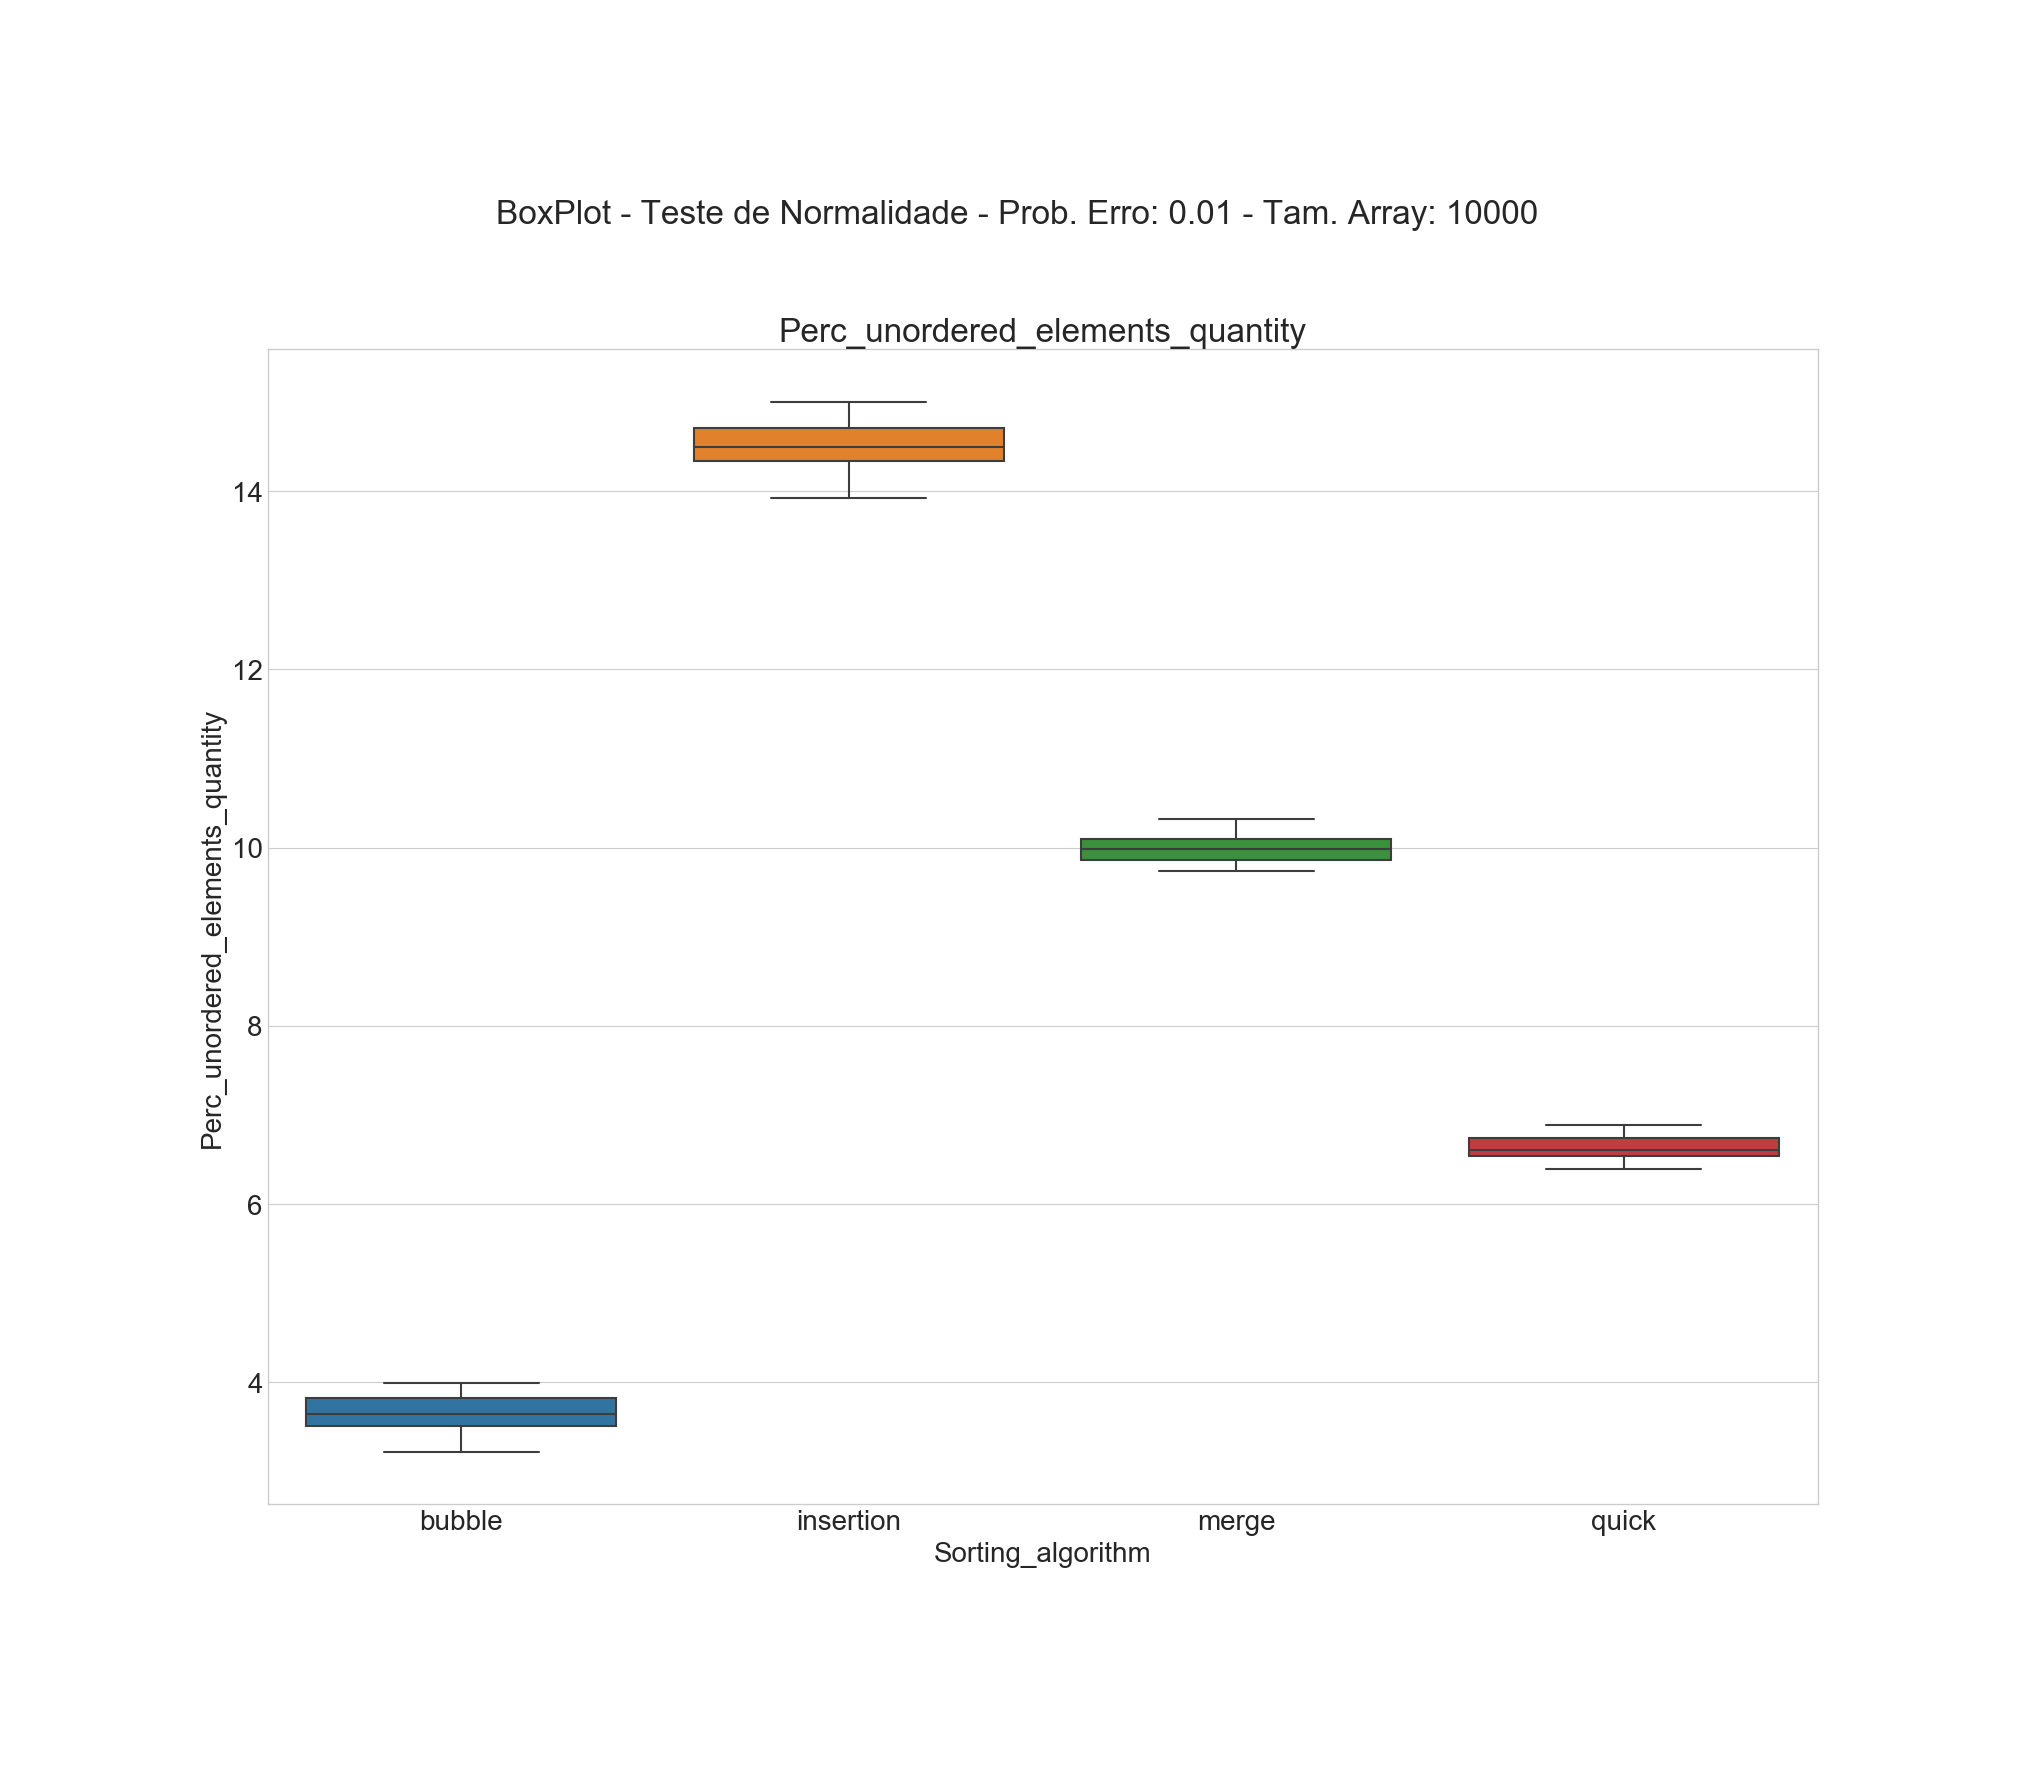 BoxPlot - Teste de Normalidade - Prob. Erro: 0.01 - Tam. Array: 10000
Perc_unordered_elements_quantity
Perc_unordered_elements_quantity
14
12
10
8
6
4
bubble insertion merge quick
Sorting_algorithm